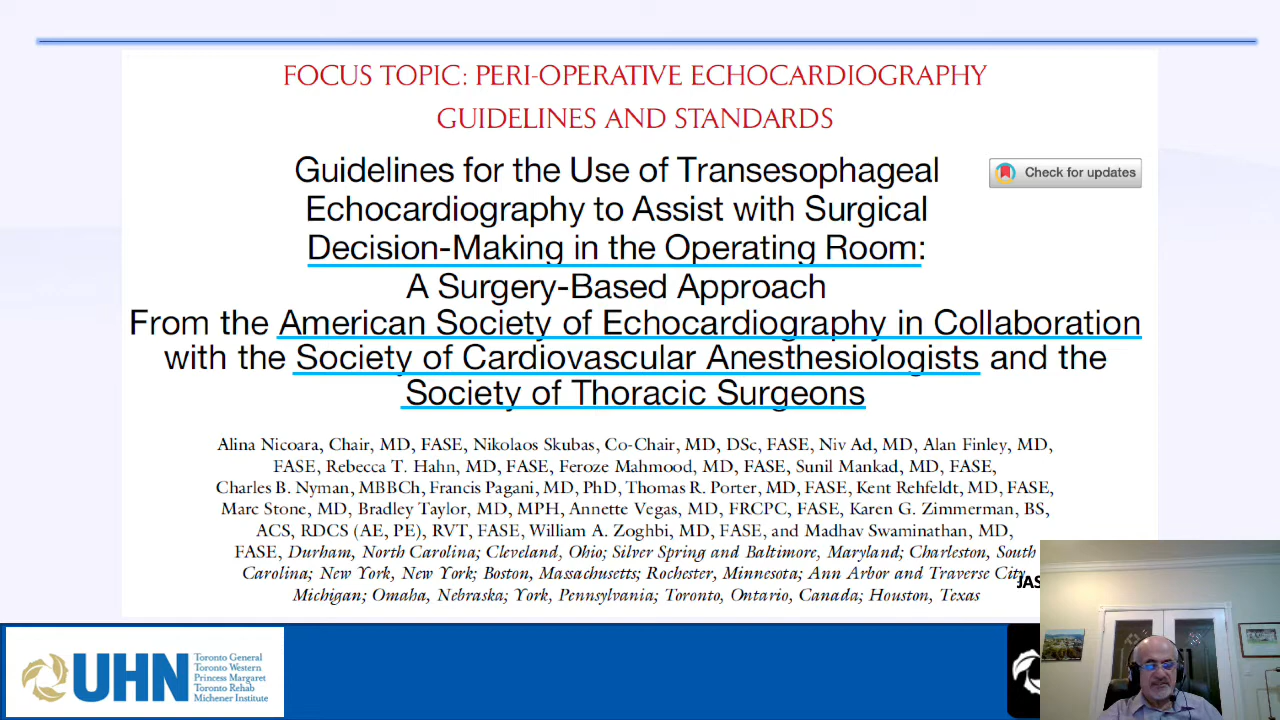 FOCUS TOPIC: PERI-OPERATIVE ECHOCARDIOGRAPHY
GUIDELINES AND STANDARDS
Guidelines for the Use of Transesophageal
Echocardiography to Assist with Surgical
Decision-Making in the Operating Room:
A Surgery-Based Approach
From the American Society of Echocardiography in Collaboration
with the Society of Cardiovascular Anesthesiologists and the
Society of Thoracic Surgeons
Check for updates
Alina Nicoara, Chair, MD, FASE, Nikolaos Skubas, Co-Chair, MD, DSc, FASE, Niv Ad, MD, Alan Finley, MD,
FASE, Rebecca T. Hahn, MD, FASE, Feroze Mahmood, MD, FASE, Sunil Mankad, MD, FASE,
Charles B. Nyman, MBBCh, Francis Pagani, MD, PhD, Thomas R. Porter, MD, FASE, Kent Rehfeldt, MD, FASE,
Marc Stone, MD, Bradley Taylor, MD, MPH, Annette Vegas, MD, FRCPC, FASE, Karen G. Zimmerman, BS,
ACS, RDCS (AE, PE), RVT, FASE, William A. Zoghbi, MD, FASE, and Madhav Swaminathan, MD,
FASE, Durham, North Carolina; Cleveland, Ohio; Silver Spring and Baltimore, Maryland; Charleston, South
Carolina; New York, New York; Boston, Massachusetts; Rochester, Minnesota; Ann Arbor and Traverse City,
Michigan; Omaha, Nebraska; York, Pennsylvania; Toronto, Ontario, Canada; Houston, Texas
UHN
Toronto General
Toronto Western
Princess Margaret
Toronto Rehab
Michener Institute